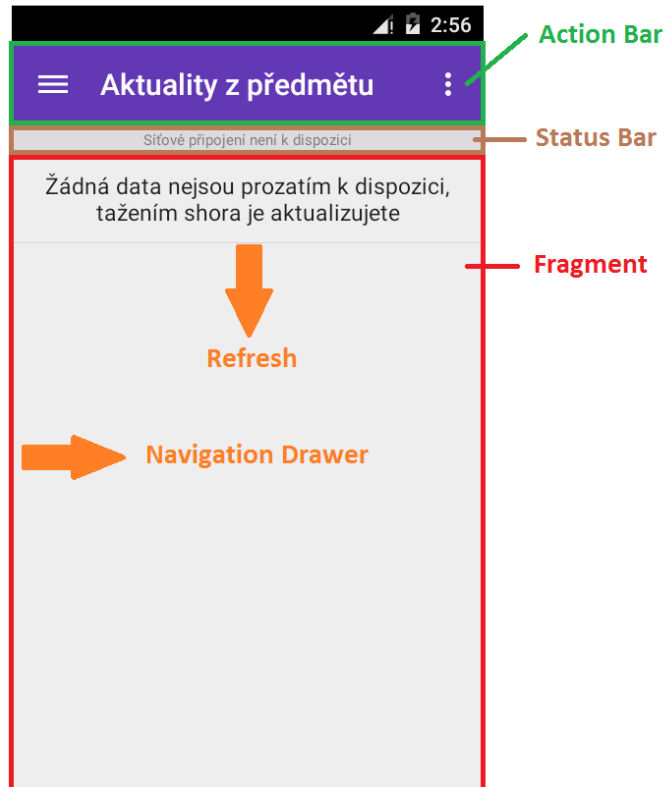 2:56
Action Bar
Aktuality z předmětu
Síťové připojení není k dispozici
Status Bar
Žádná data nejsou prozatím k dispozici,
tažením shora je aktualizujete
Fragment
Refresh
Navigation Drawer